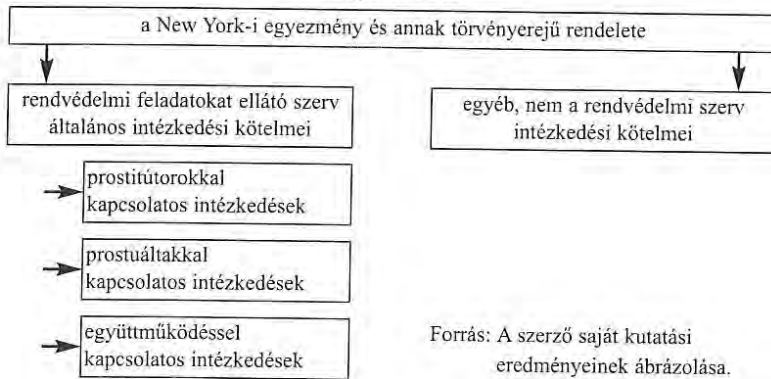 a New York-i egyezmény és annak törvényerejű rendelete
rendvédelmi feladatokat ellátó szerv
általános intézkedési kötelmei
egyéb, nem a rendvédelmi szerv
intézkedési kötelmei
prostitútorokkal
kapcsolatos intézkedések
prostuáltakkal
kapcsolatos intézkedések
együttműködéssel
kapcsolatos intézkedések
Forrás: A szerző saját kutatási
eredményeinek ábrázolása.